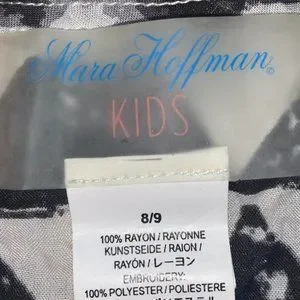 Mara Hoffman®
KIDS
8/9
100% RAYON / RAYONNE
KUNSTSEIDE / RAION /
RAYÓN / レーヨン
EMBROIDERY:
100% POLYESTER / POLIESTERE